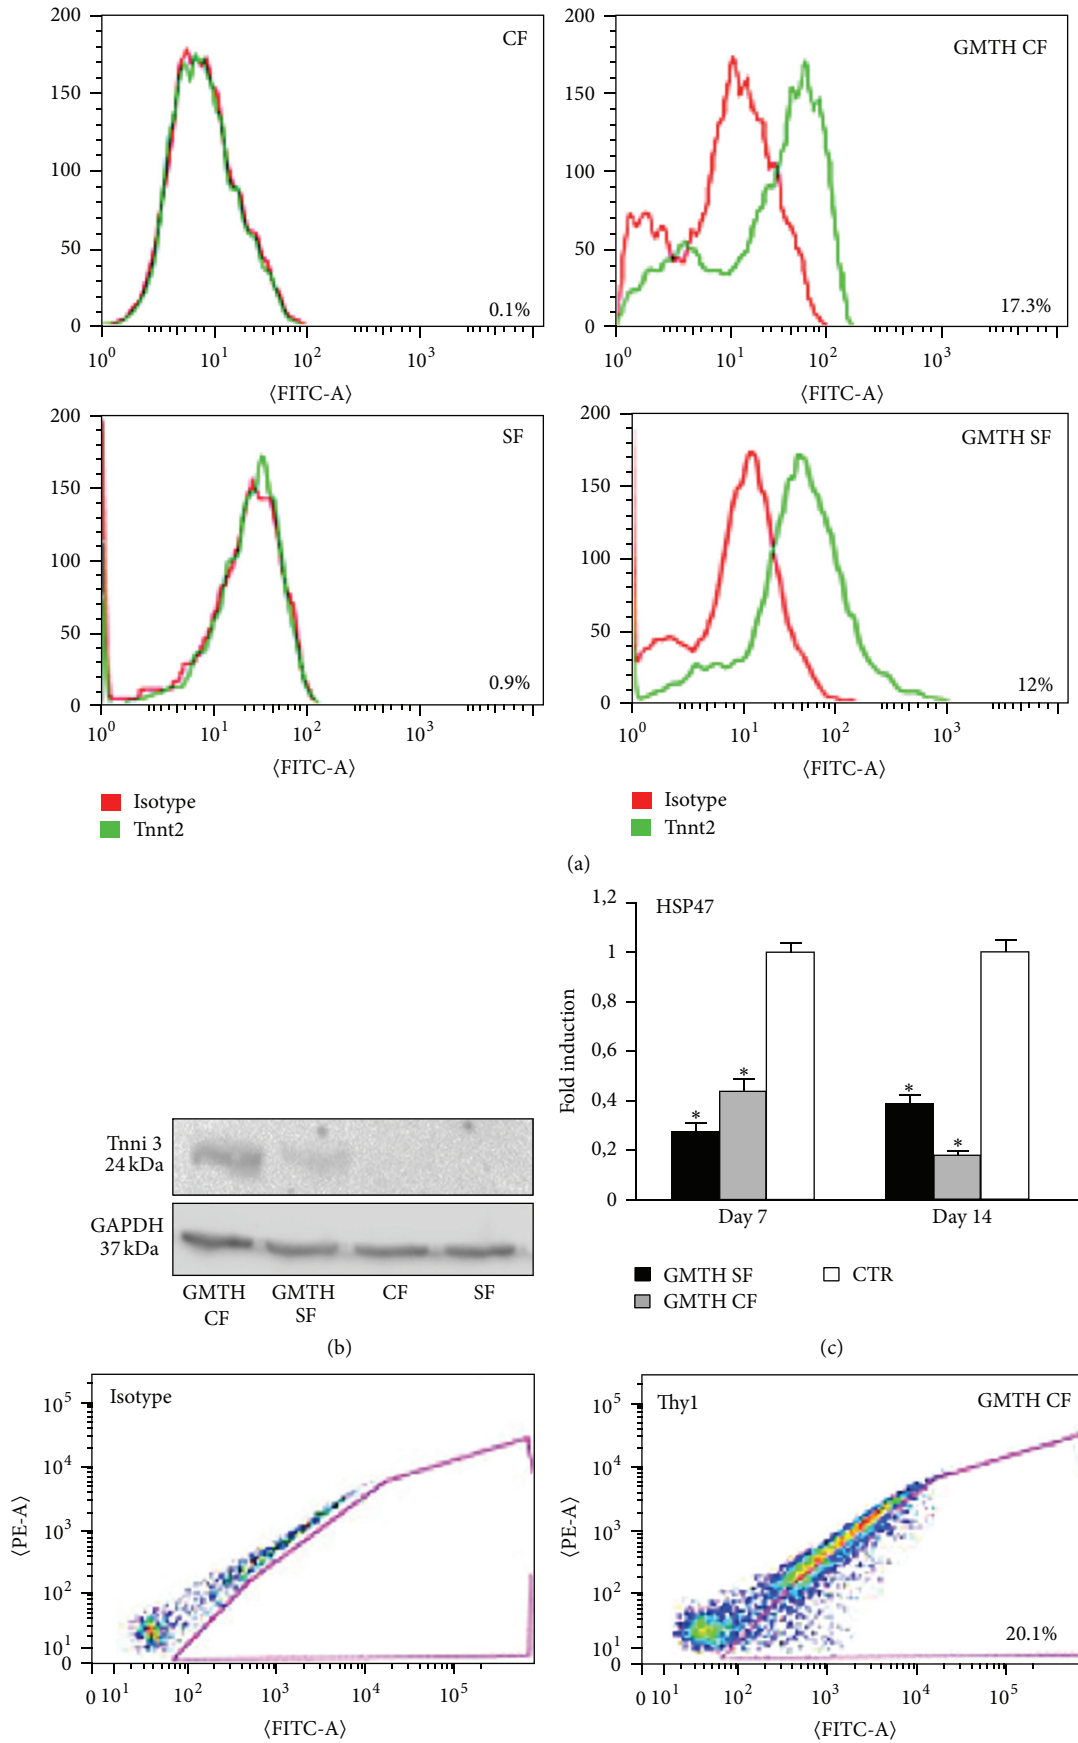 200
150
100
50
0
CF
0.1%
10^0 10^1 10^2 10^3
⟨FITC-A⟩
200
150
100
50
0
GMTH CF
17.3%
10^0 10^1 10^2 10^3
⟨FITC-A⟩
200
150
100
50
0
SF
0.9%
10^0 10^1 10^2 10^3
⟨FITC-A⟩
200
150
100
50
0
GMTH SF
12%
10^0 10^1 10^2 10^3
⟨FITC-A⟩
Isotype
Tnnt2
Isotype
Tnnt2
(a)
Tnni 3
24 kDa
GAPDH
37 kDa
GMTH CF
GMTH SF
CF
SF
(b)
Fold induction
1,2
1
0,8
0,6
0,4
0,2
0
HSP47
* * * *
Day 7 Day 14
GMTH SF
GMTH CF
CTR
(c)
⟨PE-A⟩
10^5
10^4
10^3
10^2
10^1
0
Isotype
0 10^1 10^2 10^3 10^4 10^5
⟨FITC-A⟩
⟨PE-A⟩
10^5
10^4
10^3
10^2
10^1
0
Thy1
GMTH CF
20.1%
0 10^1 10^2 10^3 10^4 10^5
⟨FITC-A⟩